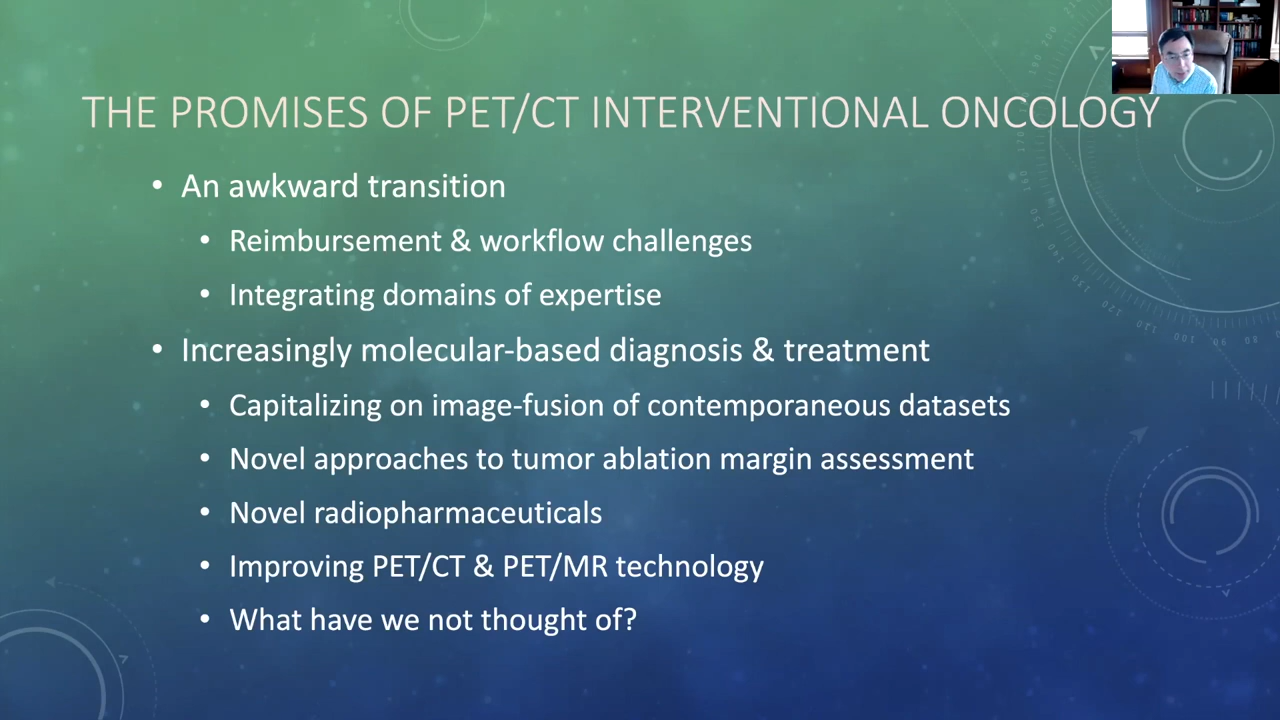 THE PROMISES OF PET/CT INTERVENTIONAL ONCOLOGY
• An awkward transition
• Reimbursement & workflow challenges
• Integrating domains of expertise
• Increasingly molecular-based diagnosis & treatment
• Capitalizing on image-fusion of contemporaneous datasets
• Novel approaches to tumor ablation margin assessment
• Novel radiopharmaceuticals
• Improving PET/CT & PET/MR technology
• What have we not thought of?